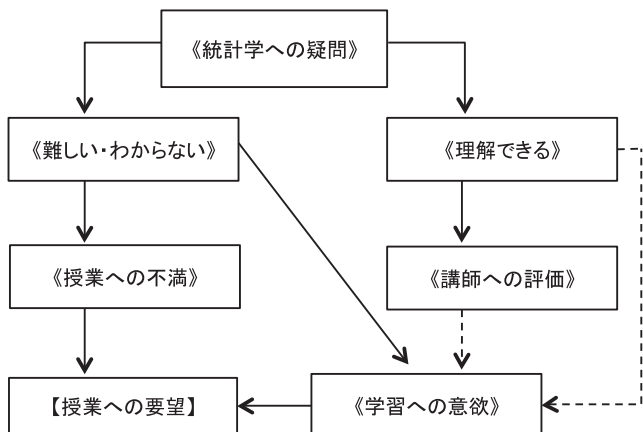 《統計学への疑問》
《難しい・わからない》
《理解できる》
《授業への不満》
《講師への評価》
【授業への要望】
《学習への意欲》